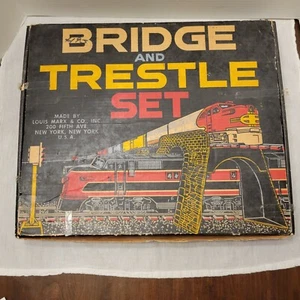 BRIDGE
AND
TRESTLE
SET
MADE BY
LOUIS MARX & CO., INC.
200 FIFTH AVE.
NEW YORK, NEW YORK
U.S.A.